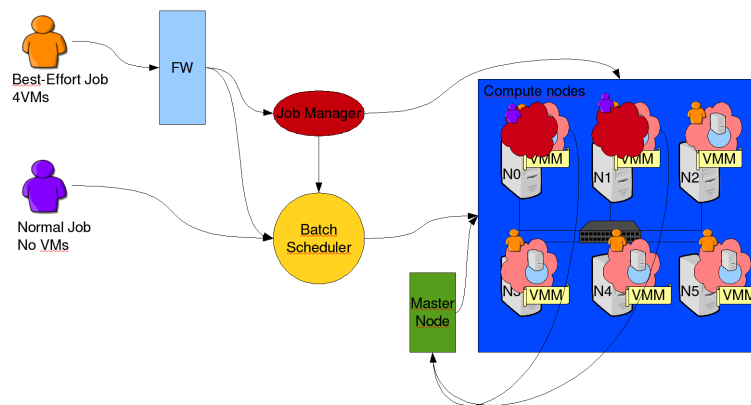 Best-Effort Job
4VMs
FW
Job Manager
Compute nodes
VMM
VMM
VMM
N0
N1
N2
Normal Job
No VMs
Batch
Scheduler
N3
VMM
N4
VMM
N5
VMM
Master
Node